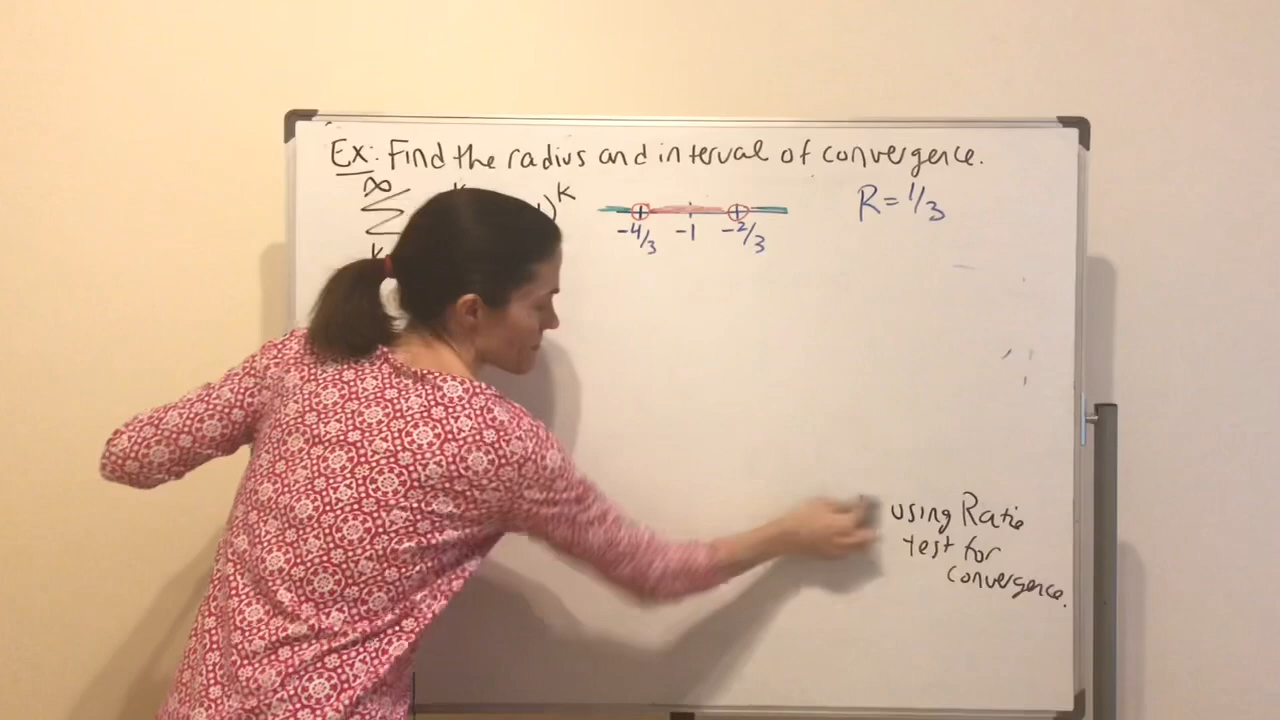 Ex: Find the radius and interval of convergence.
∞
Σ )^k
k
-4/3 -1 -2/3
R = 1/3
using Ratio
test for
convergence.